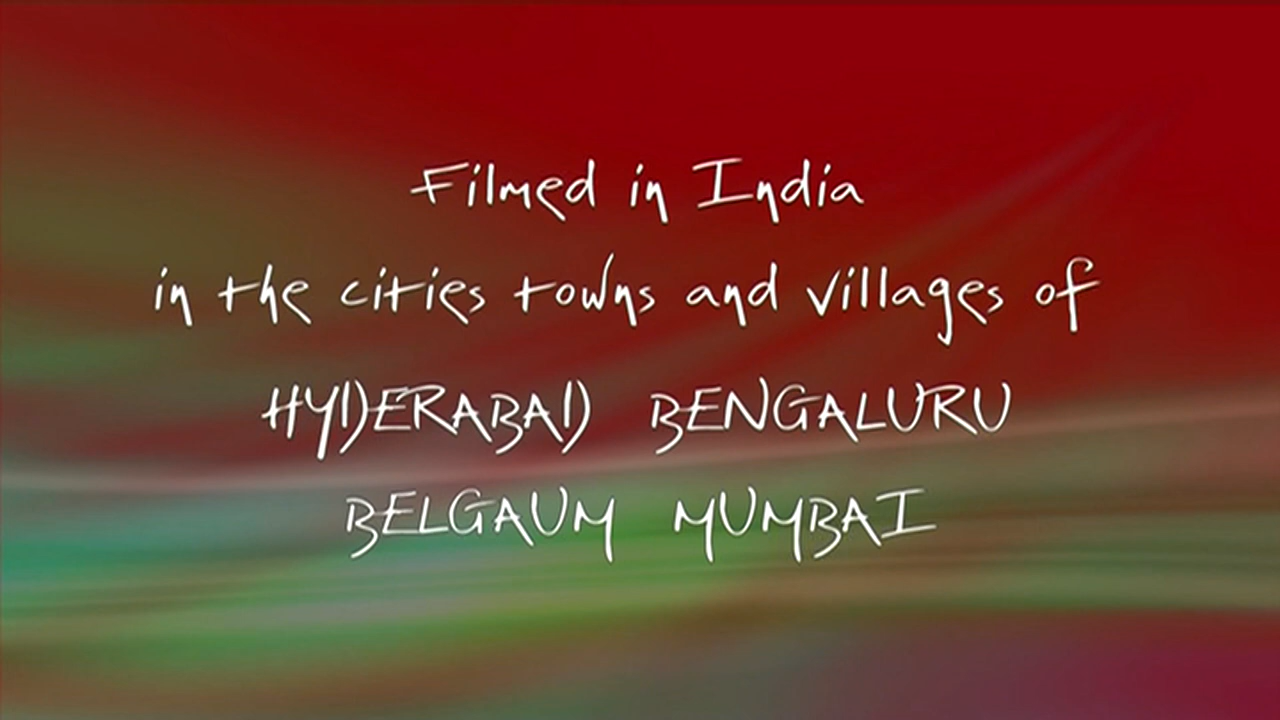 Filmed in India
in the cities towns and villages of
HYDERABAD BENGALURU
BELGAUM MUMBAI